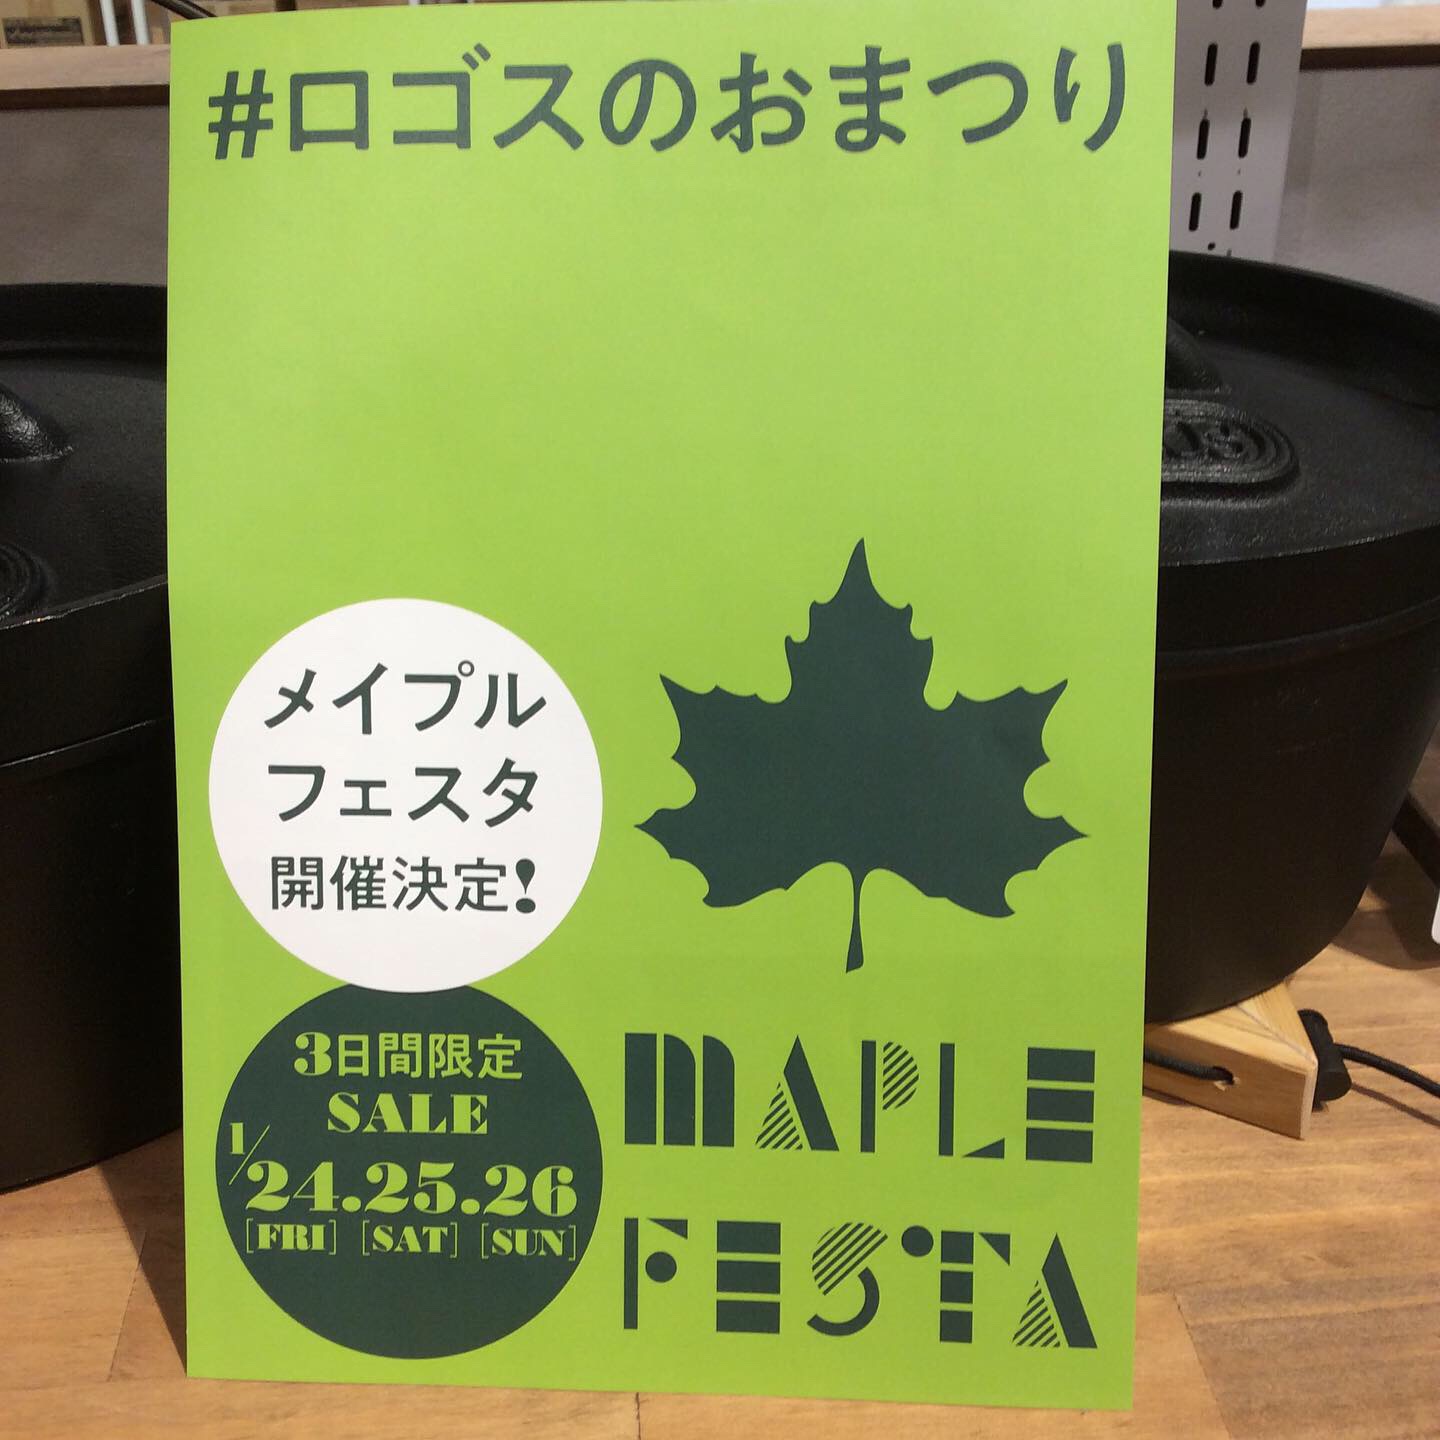 #ロゴスのおまつり
メイプル
フェスタ
開催決定!
3日間限定
SALE
1/24.25.26
[FRI] [SAT] [SUN]
MAPLE
FESTA